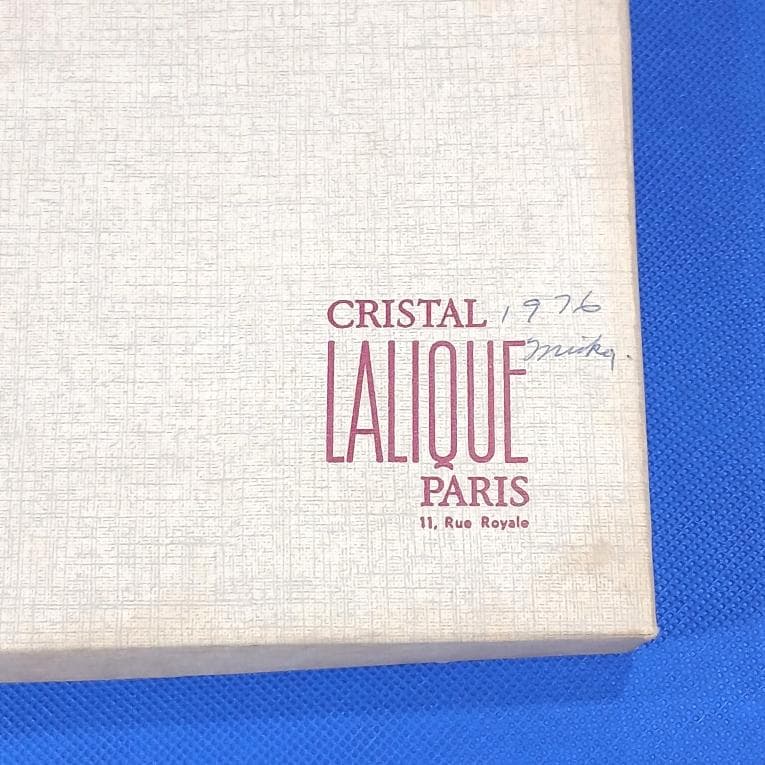 CRISTAL 1976
LALIQUE
PARIS
11, Rue Royale